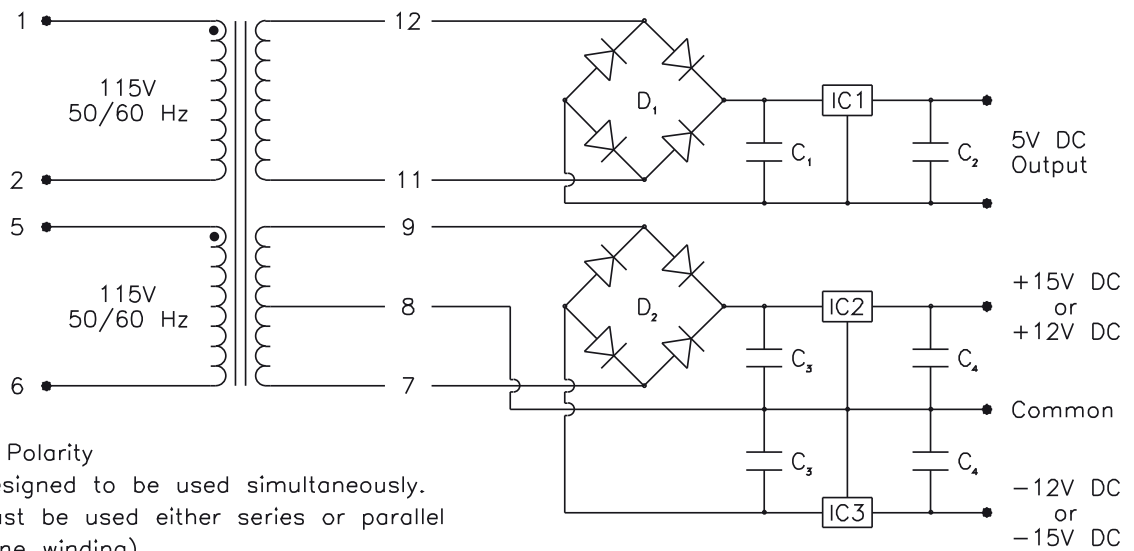 1
12
115V
50/60 Hz
D₁
IC1
C₁
C₂
5V DC
Output
2
11
5
9
115V
50/60 Hz
8
D₂
IC2
C₃
C₄
+15V DC
or
+12V DC
6
7
Common
C₃
C₄
IC3
-12V DC
or
-15V DC
Polarity
signed to be used simultaneously.
st be used either series or parallel
ne winding)